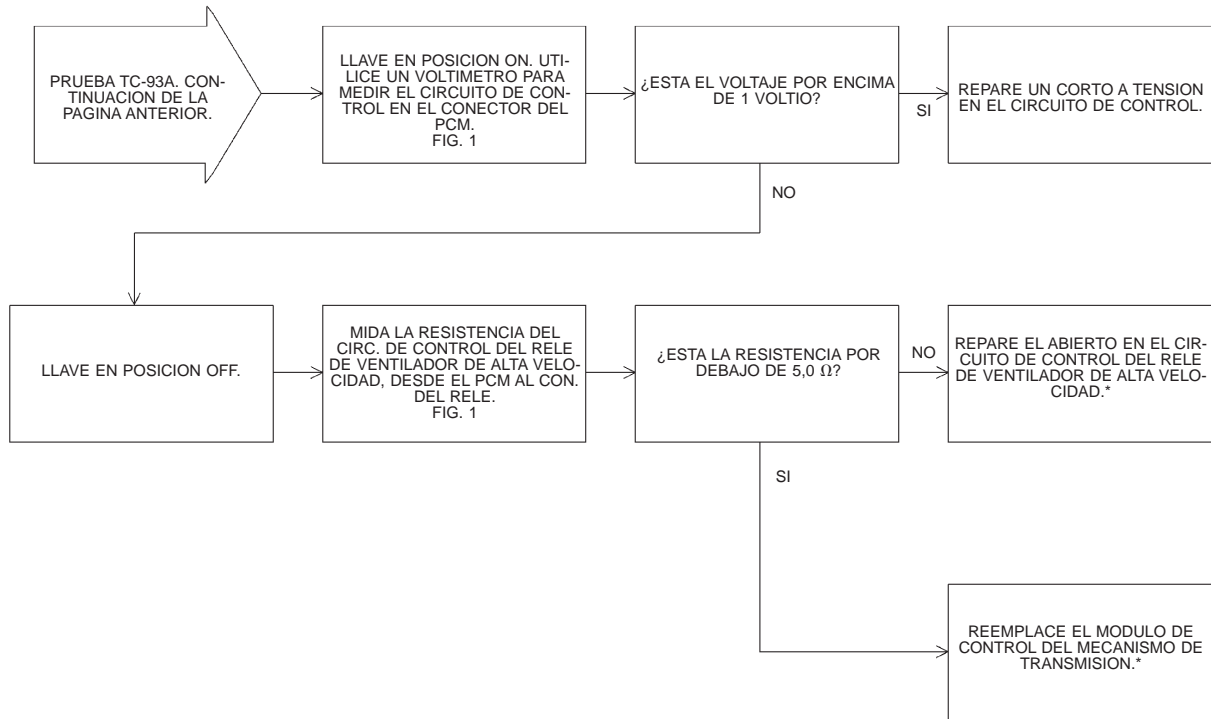 PRUEBA TC-93A. CON-
TINUACION DE LA
PAGINA ANTERIOR.
LLAVE EN POSICION ON. UTI-
LICE UN VOLTIMETRO PARA
MEDIR EL CIRCUITO DE CON-
TROL EN EL CONECTOR DEL
PCM.
FIG. 1
¿ESTA EL VOLTAJE POR ENCIMA
DE 1 VOLTIO?
SI
REPARE UN CORTO A TENSION
EN EL CIRCUITO DE CONTROL.
NO
LLAVE EN POSICION OFF.
MIDA LA RESISTENCIA DEL
CIRC. DE CONTROL DEL RELE
DE VENTILADOR DE ALTA VELO-
CIDAD, DESDE EL PCM AL CON.
DEL RELE.
FIG. 1
¿ESTA LA RESISTENCIA POR
DEBAJO DE 5,0 Ω?
NO
REPARE EL ABIERTO EN EL CIR-
CUITO DE CONTROL DEL RELE
DE VENTILADOR DE ALTA VELO-
CIDAD.*
SI
REEMPLACE EL MODULO DE
CONTROL DEL MECANISMO DE
TRANSMISION.*